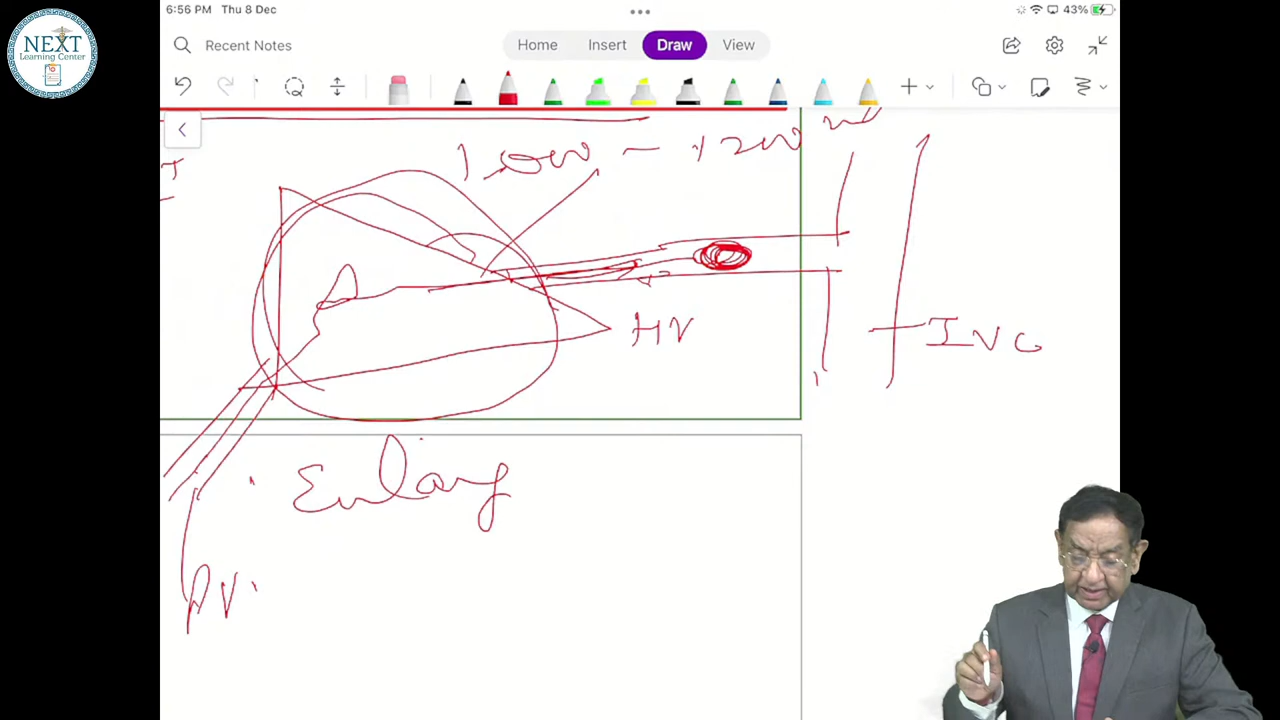 6:56 PM Thu 8 Dec
43%
NEXT
Learning Center
Recent Notes
Home Insert Draw View
1000 - 1200 ml
HV
IVC
Enlarg
PV